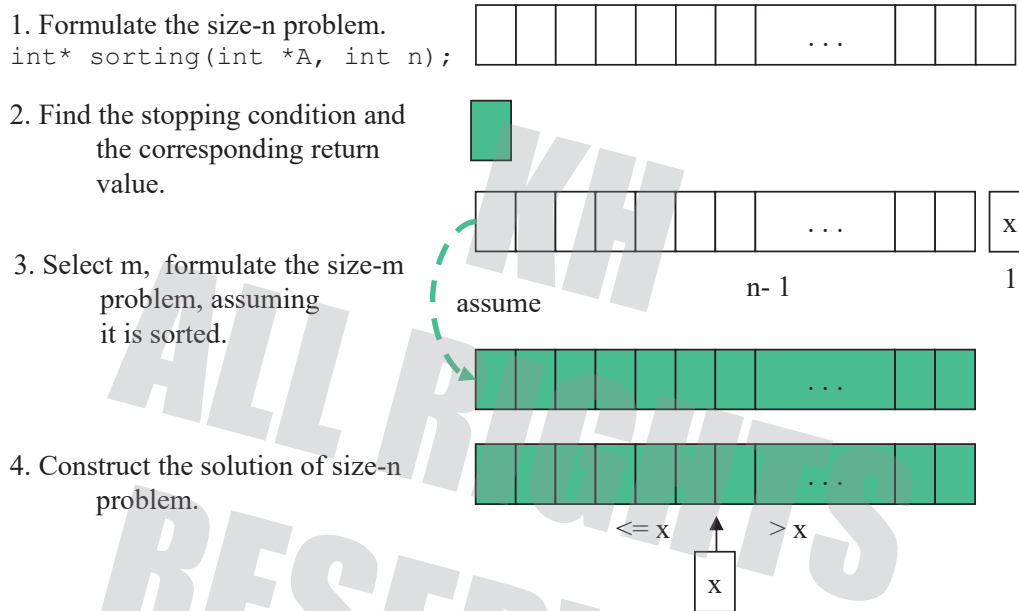 1. Formulate the size-n problem.
int* sorting(int *A, int n);
. . .
2. Find the stopping condition and
the corresponding return
value.
. . .
x
3. Select m, formulate the size-m
problem, assuming
it is sorted.
n- 1
1
assume
. . .
4. Construct the solution of size-n
problem.
. . .
<= x
> x
x
KH
ALL RIGHTS